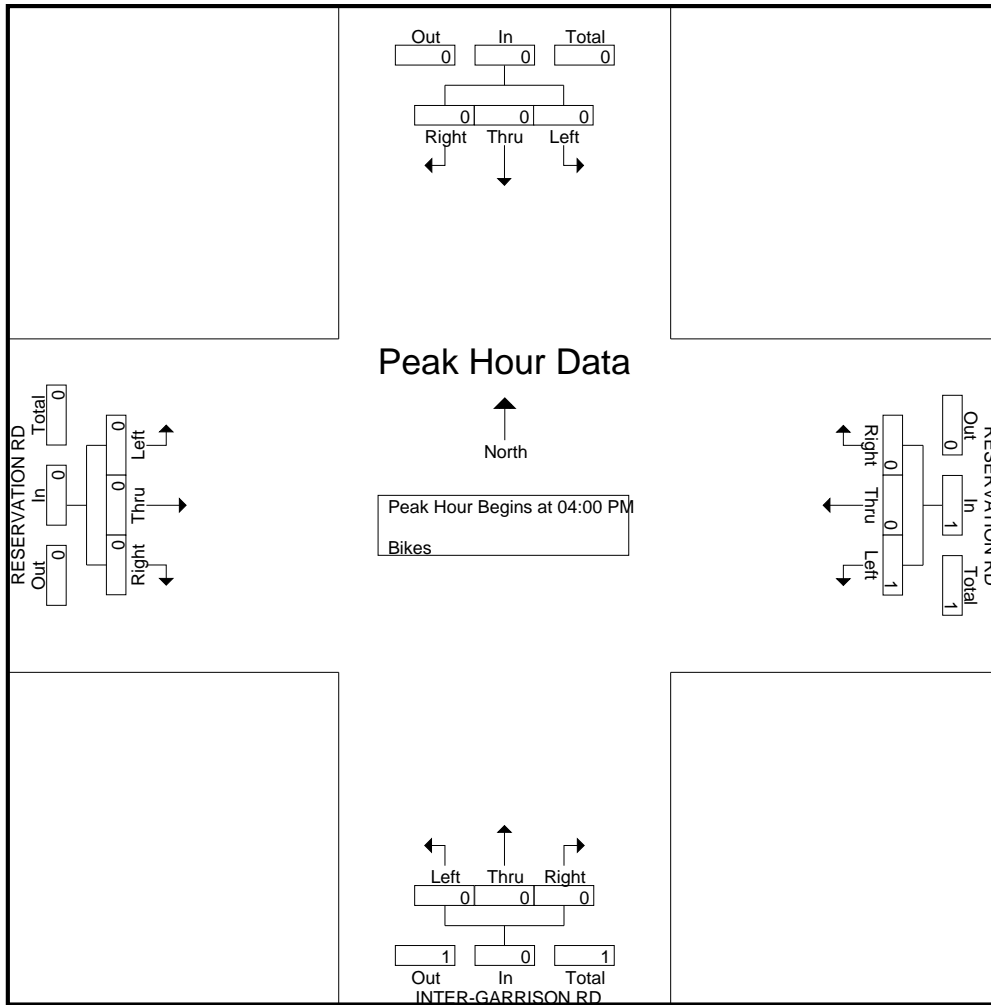 Out In Total
0 0 0
0 0 0
Right Thru Left
Peak Hour Data
North
Peak Hour Begins at 04:00 PM
Bikes
RESERVATION RD
Total In Out
0 0 0
0 0 0
Left Thru Right
Right Thru Left
0 0 1
0 1 1
Out In Total
RESERVATION RD
Left Thru Right
0 0 0
1 0 1
Out In Total
INTER-GARRISON RD